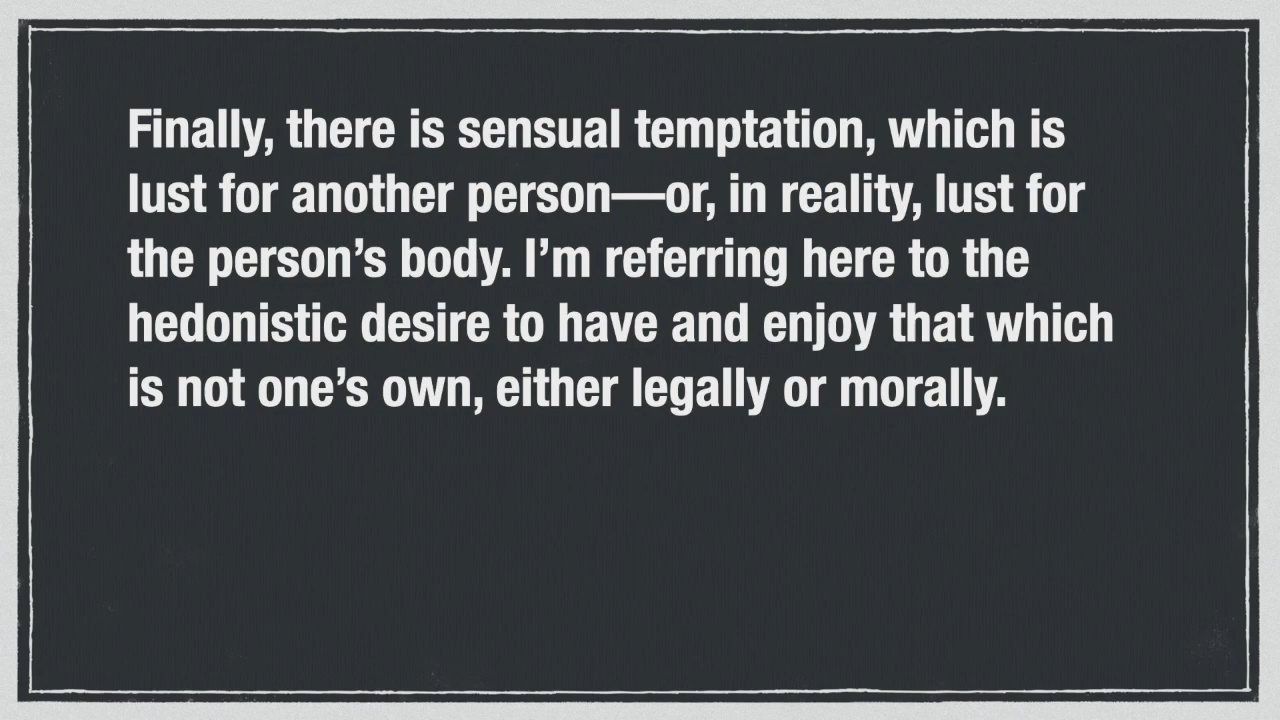 Finally, there is sensual temptation, which is
lust for another person—or, in reality, lust for
the person’s body. I’m referring here to the
hedonistic desire to have and enjoy that which
is not one’s own, either legally or morally.